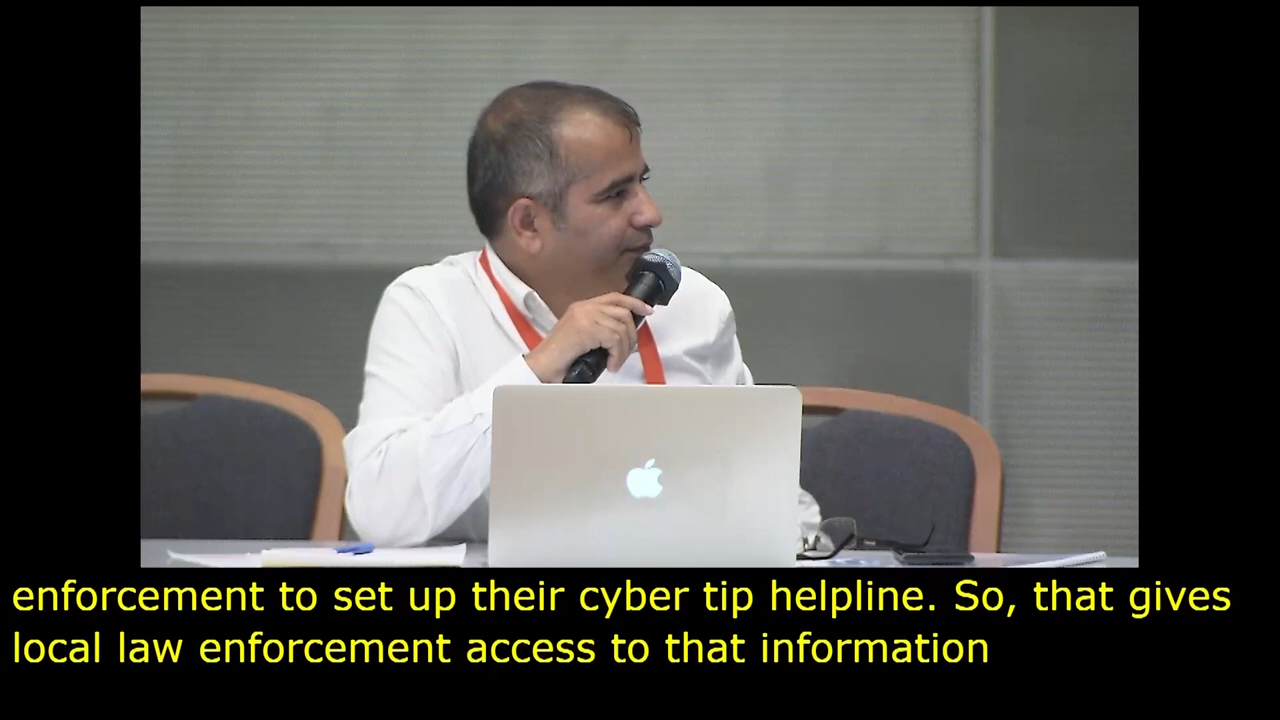 enforcement to set up their cyber tip helpline. So, that gives
local law enforcement access to that information